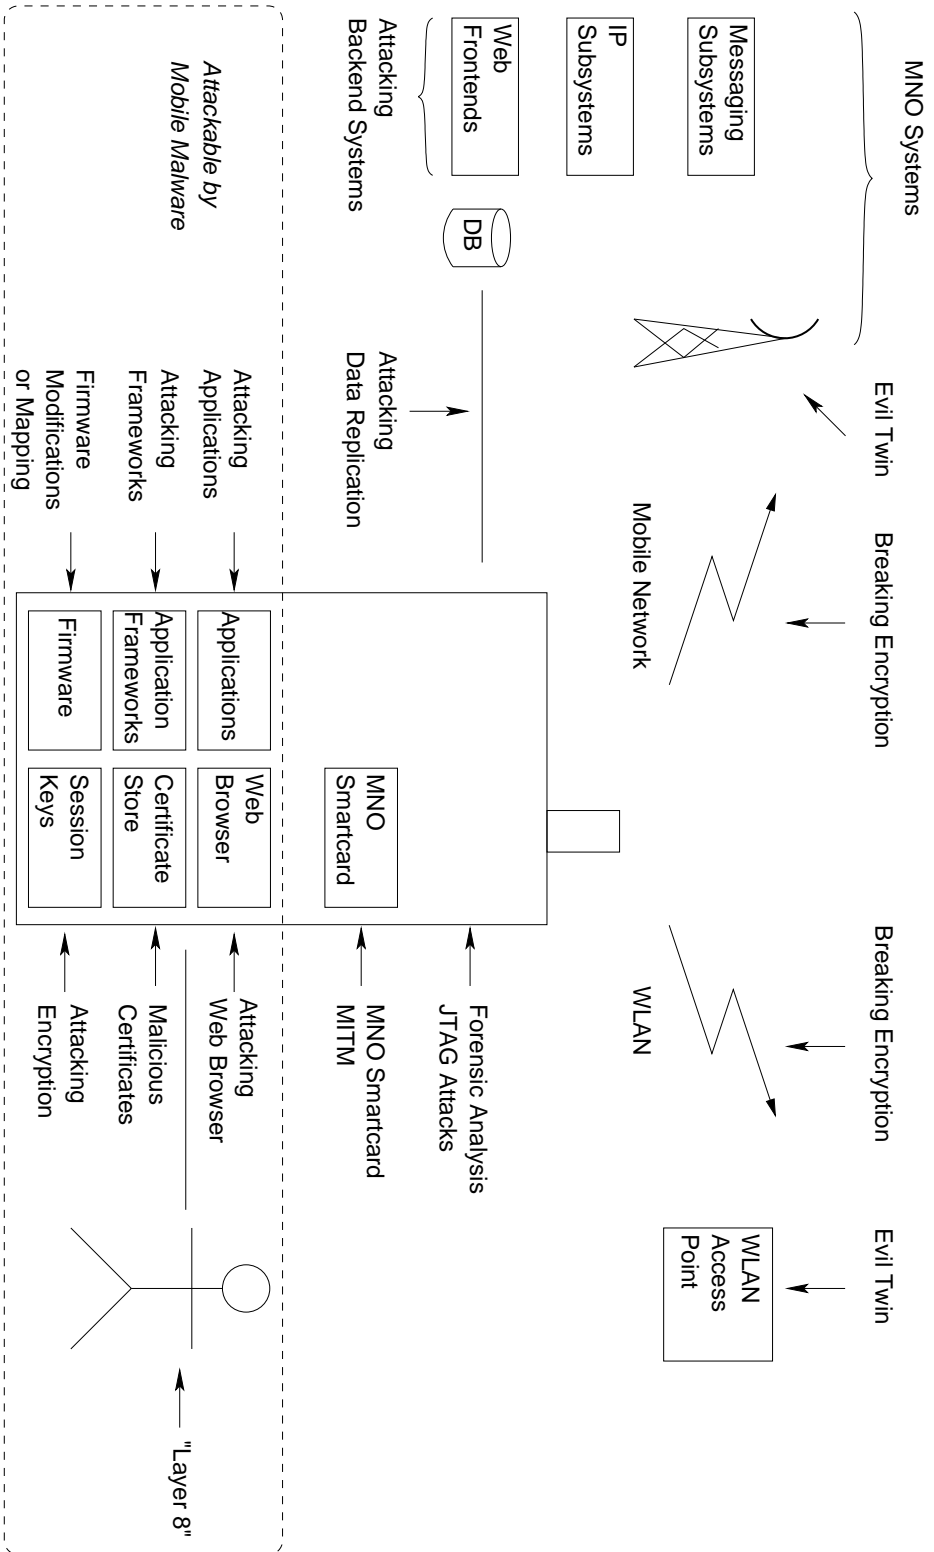 MNO Systems
Evil Twin
Breaking Encryption
Breaking Encryption
Evil Twin
Messaging
Subsystems
IP
Subsystems
Web
Frontends
Attacking
Backend Systems
DB
Mobile Network
WLAN
WLAN
Access
Point
Attacking
Data Replication
MNO
Smartcard
Forensic Analysis
JTAG Attacks
MNO Smartcard
MITM
Attackable by
Mobile Malware
Attacking
Applications
Attacking
Frameworks
Firmware
Modifications
or Mapping
Applications
Application
Frameworks
Firmware
Web
Browser
Certificate
Store
Session
Keys
Attacking
Web Browser
Malicious
Certificates
Attacking
Encryption
"Layer 8"